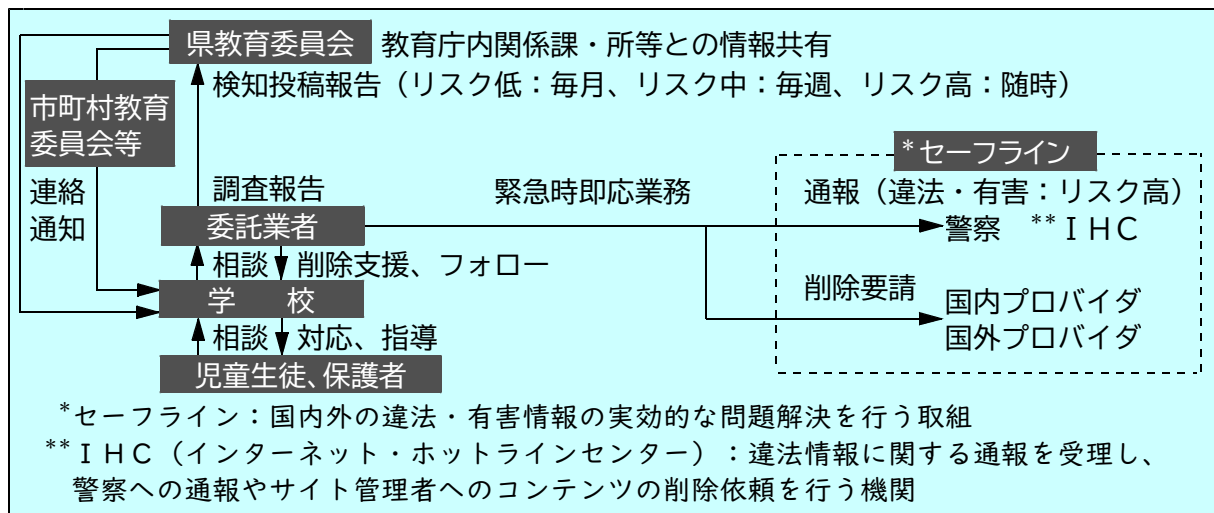 県教育委員会 教育庁内関係課・所等との情報共有
検知投稿報告（リスク低：毎月、リスク中：毎週、リスク高：随時）
市町村教育
委員会等
連絡
通知
調査報告
委託業者
緊急時即応業務
*セーフライン
通報（違法・有害：リスク高）
警察 **ＩＨＣ
削除要請
国内プロバイダ
国外プロバイダ
相談 削除支援、フォロー
学 校
相談 対応、指導
児童生徒、保護者
*セーフライン：国内外の違法・有害情報の実効的な問題解決を行う取組
**ＩＨＣ（インターネット・ホットラインセンター）：違法情報に関する通報を受理し、
警察への通報やサイト管理者へのコンテンツの削除依頼を行う機関